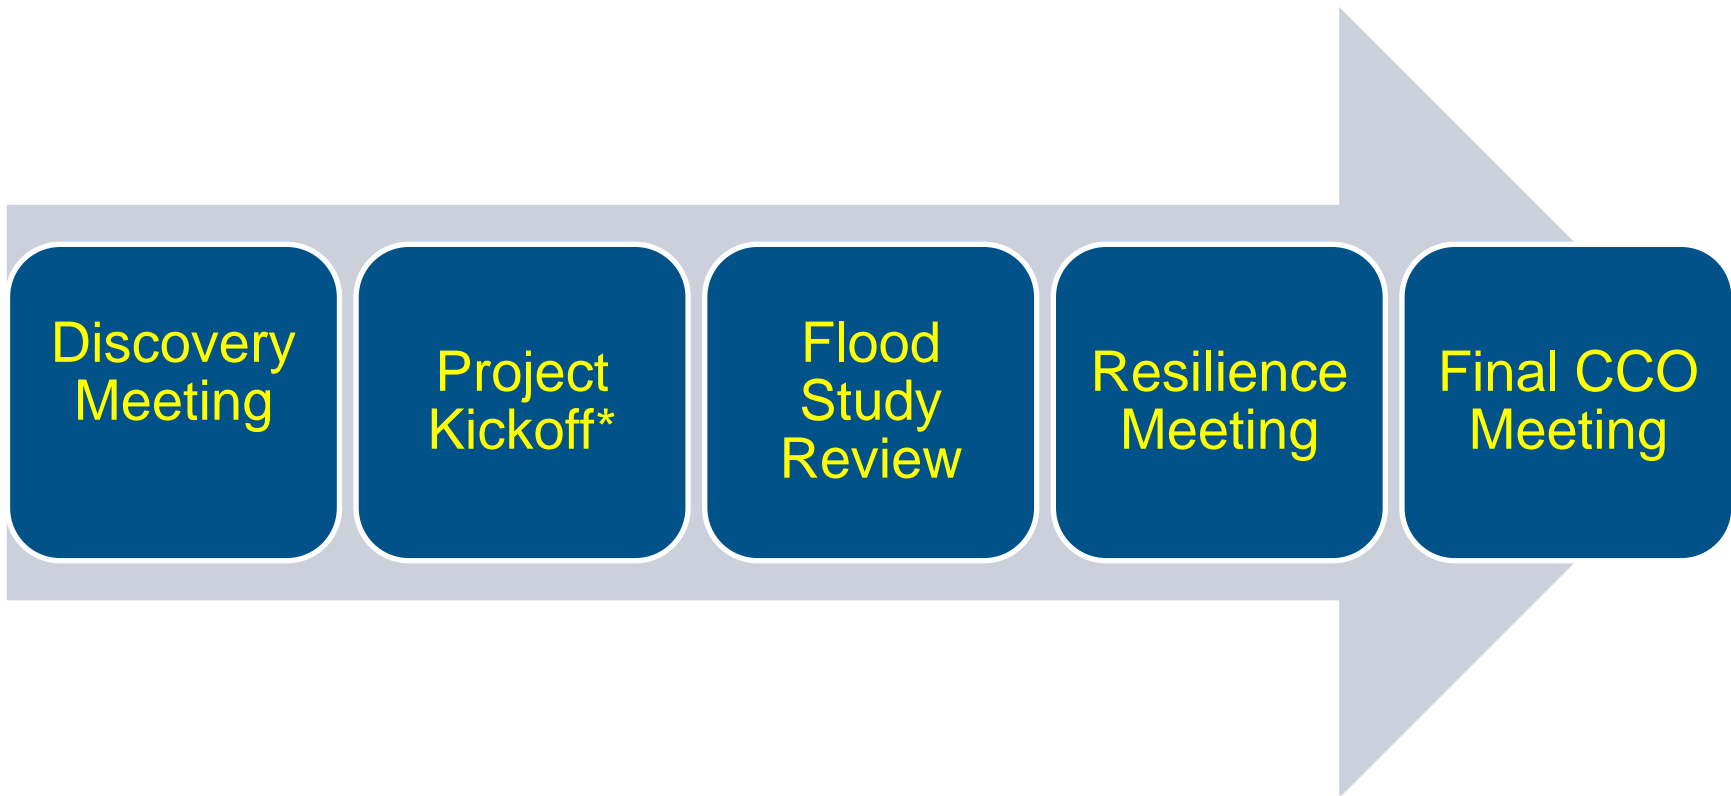 Discovery
Meeting
Project
Kickoff*
Flood
Study
Review
Resilience
Meeting
Final CCO
Meeting